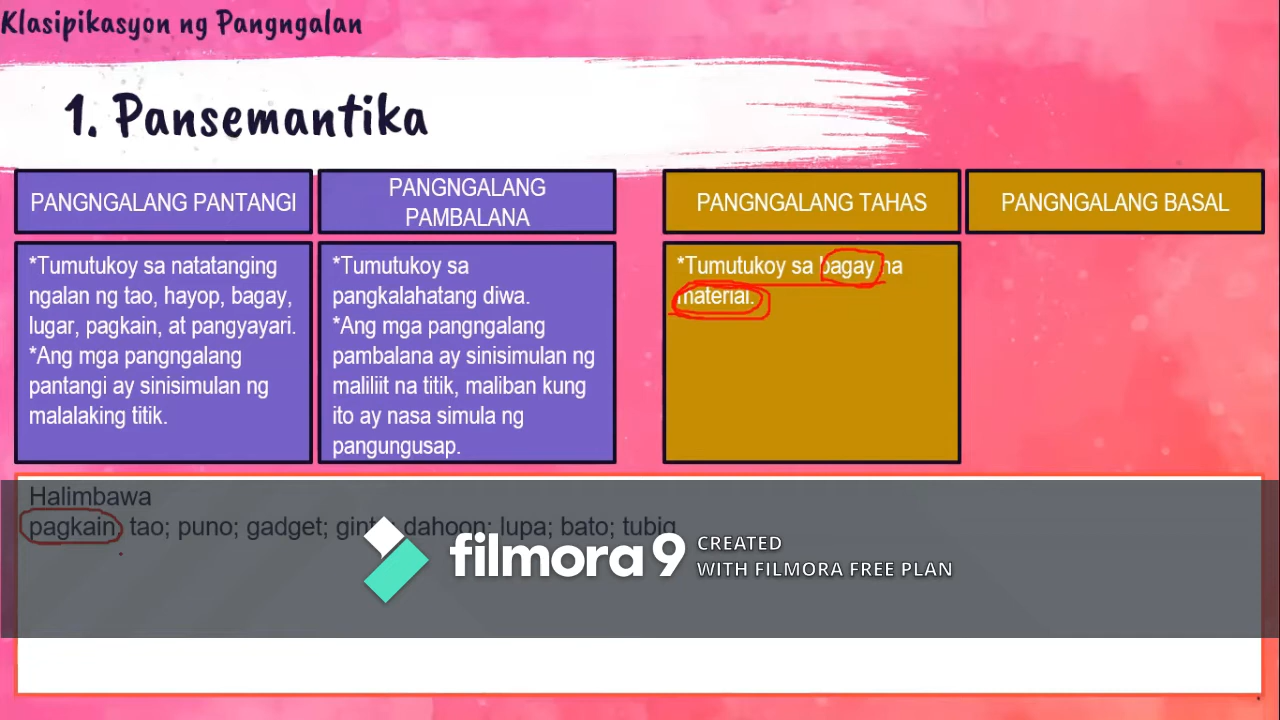 Klasipikasyon ng Pangngalan
1. Pansemantika
PANGNGALANG PANTANGI
PANGNGALANG
PAMBALANA
PANGNGALANG TAHAS
PANGNGALANG BASAL
*Tumutukoy sa natatanging
ngalan ng tao, hayop, bagay,
lugar, pagkain, at pangyayari.
*Ang mga pangngalang
pantangi ay sinisimulan ng
malalaking titik.
*Tumutukoy sa
pangkalahatang diwa.
*Ang mga pangngalang
pambalana ay sinisimulan ng
maliliit na titik, maliban kung
ito ay nasa simula ng
pangungusap.
*Tumutukoy sa bagay na
material.
Halimbawa
pagkain; tao; puno; gadget; ginto; dahoon; lupa; bato; tubig
filmora9
CREATED
WITH FILMORA FREE PLAN